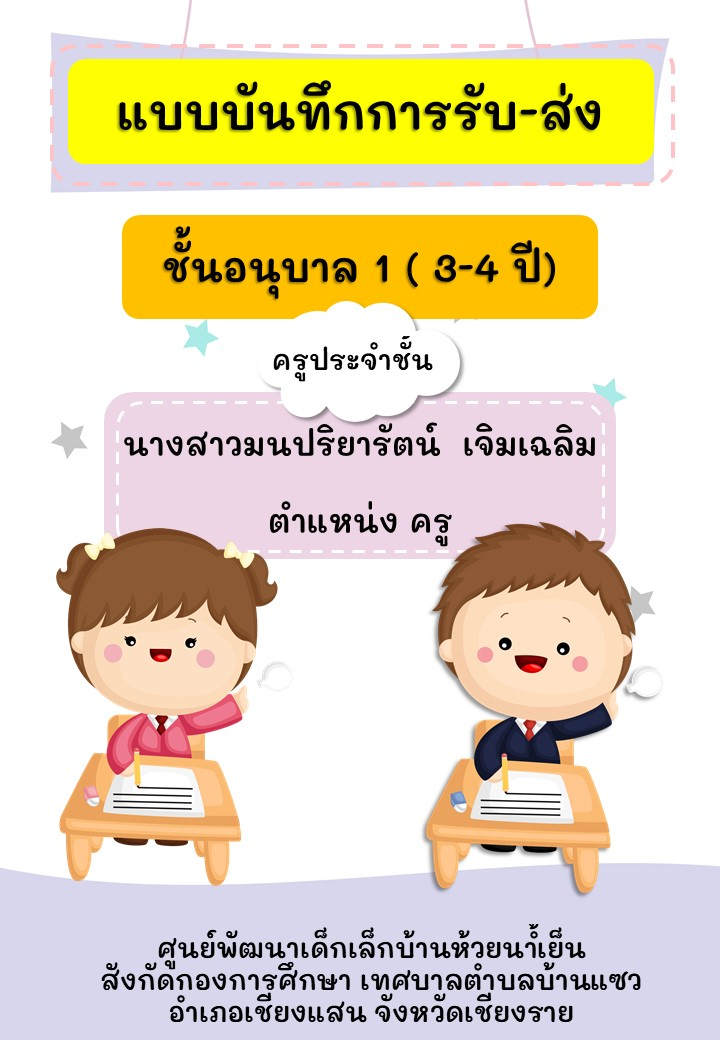 แบบบันทึกการรับ-ส่ง
ชั้นอนุบาล 1 ( 3-4 ปี)
ครูประจำชั้น
นางสาวมนปริยารัตน์ เจิมเฉลิม
ตำแหน่ง ครู
ศูนย์พัฒนาเด็กเล็กบ้านห้วยน้ำเย็น
สังกัดกองการศึกษา เทศบาลตำบลบ้านแซว
อำเภอเชียงแสน จังหวัดเชียงราย